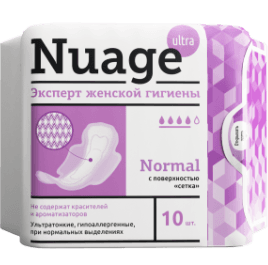 Nuage
ultra
Эксперт женской гигиены
Normal
с поверхностью
«сетка»
Не содержат красителей
и ароматизаторов
Ультратонкие, гипоаллергенные,
при нормальных выделениях
10 шт.